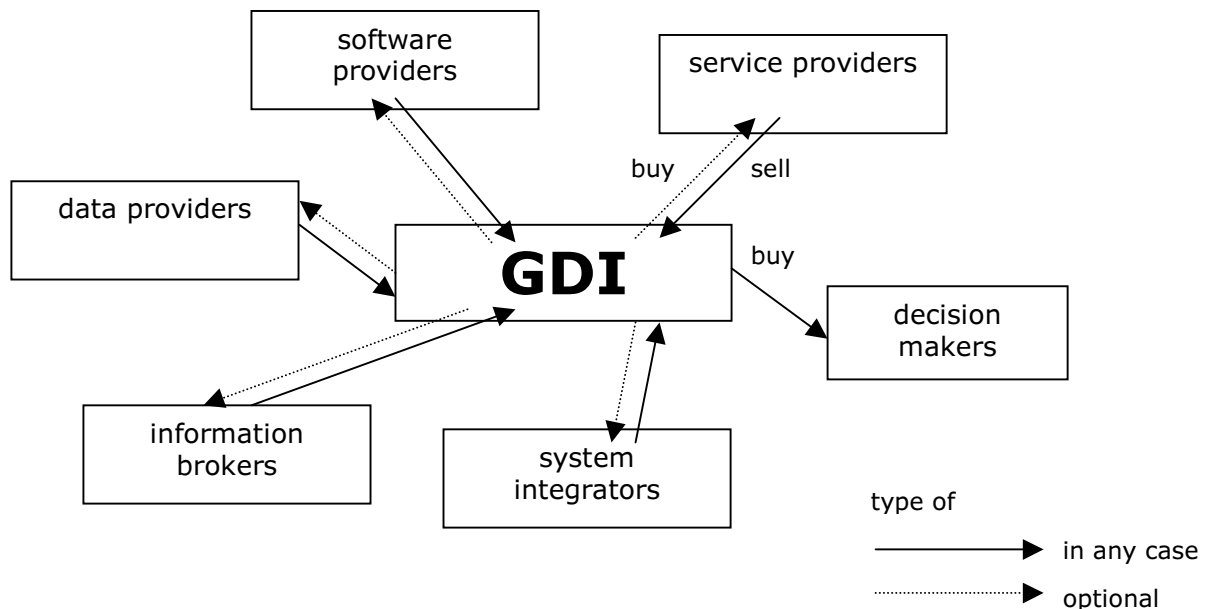 software
providers
service providers
buy
sell
data providers
GDI
buy
decision
makers
information
brokers
system
integrators
type of
in any case
optional